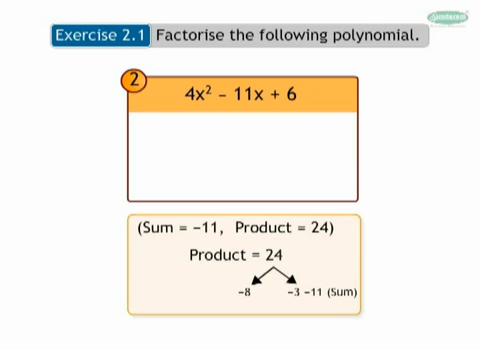 Exercise 2.1 Factorise the following polynomial.
2
4x² – 11x + 6
(Sum = –11, Product = 24)
Product = 24
–8 –3 –11 (Sum)